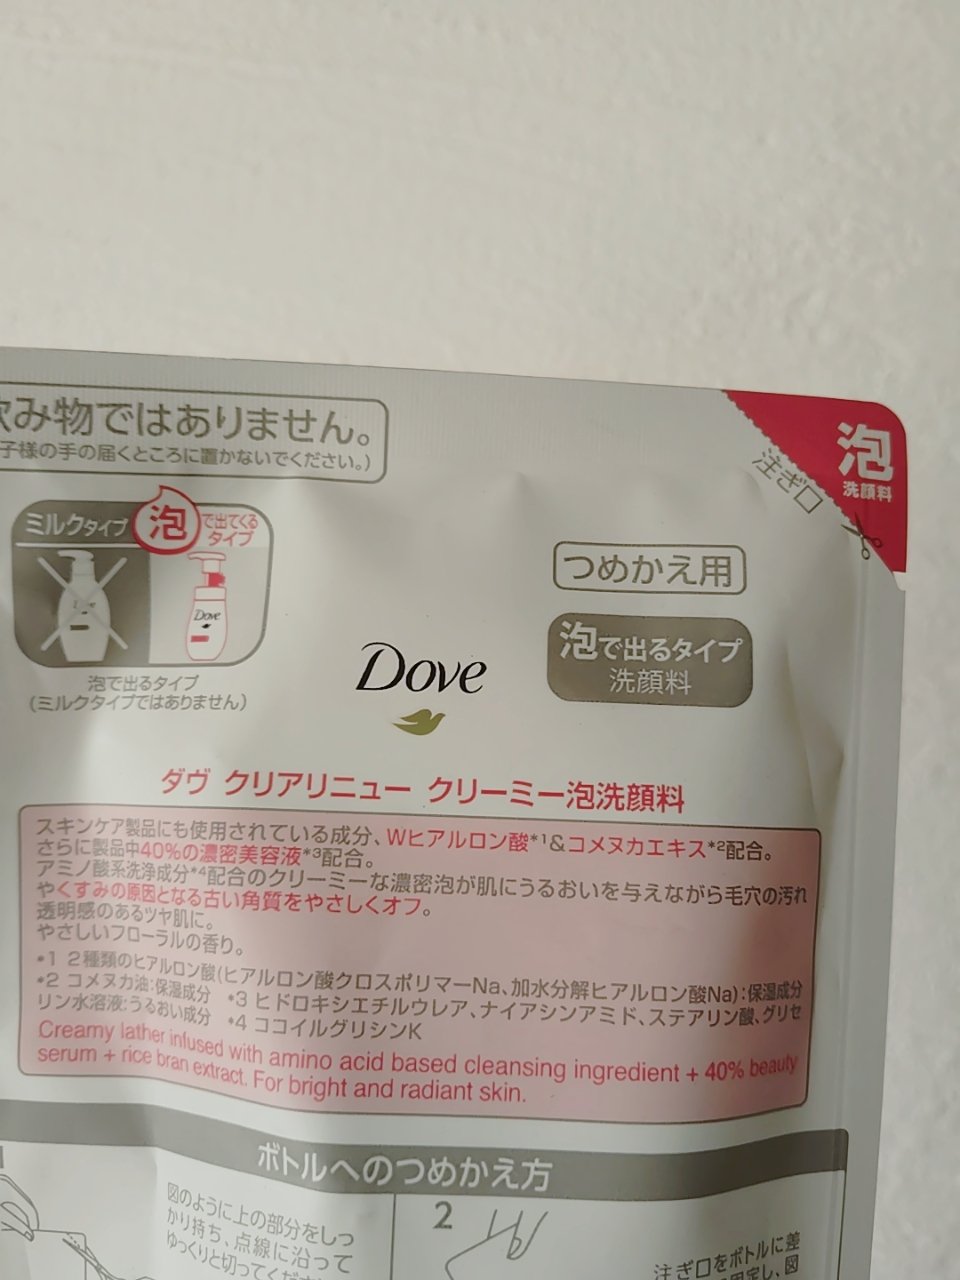 み物ではありません。
子様の手の届くところに置かないでください。)
泡
洗顔料
注ぎ口
ミルクタイプ
泡で出てくる
タイプ
Dove
泡で出るタイプ
(ミルクタイプではありません)
つめかえ用
泡で出るタイプ
洗顔料
Dove
ダヴ クリアリニュー クリーミー泡洗顔料
スキンケア製品にも使用されている成分、Wヒアルロン酸*1&コメヌカエキス*2配合。
さらに製品中40%の濃密美容液*3配合。
アミノ酸系洗浄成分*4配合のクリーミーな濃密泡が肌にうるおいを与えながら毛穴の汚れ
やくすみの原因となる古い角質をやさしくオフ。
透明感のあるツヤ肌に。
やさしいフローラルの香り。
*1 2種類のヒアルロン酸(ヒアルロン酸クロスポリマーNa、加水分解ヒアルロン酸Na):保湿成分
*2 コメヌカ油:保湿成分 *3 ヒドロキシエチルウレア、ナイアシンアミド、ステアリン酸、グリセ
リン水溶液:うるおい成分 *4 ココイルグリシンK
Creamy lather infused with amino acid based cleansing ingredient + 40% beauty
serum + rice bran extract. For bright and radiant skin.
ボトルへのつめかえ方
図のように上の部分をしっ
かり持ち、点線に沿って
ゆっくりと切ってくだ
2
注ぎ口をボトルに差
固定し、図